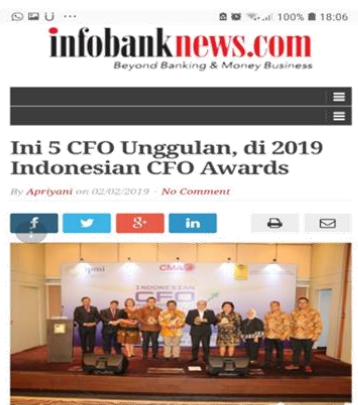 100% 18:06
infobanknews.com
Beyond Banking & Money Business
Ini 5 CFO Unggulan, di 2019
Indonesian CFO Awards
By Apriyani on 02/02/2019 - No Comment
f g+ in
CMA
INDONESIAN
CFO